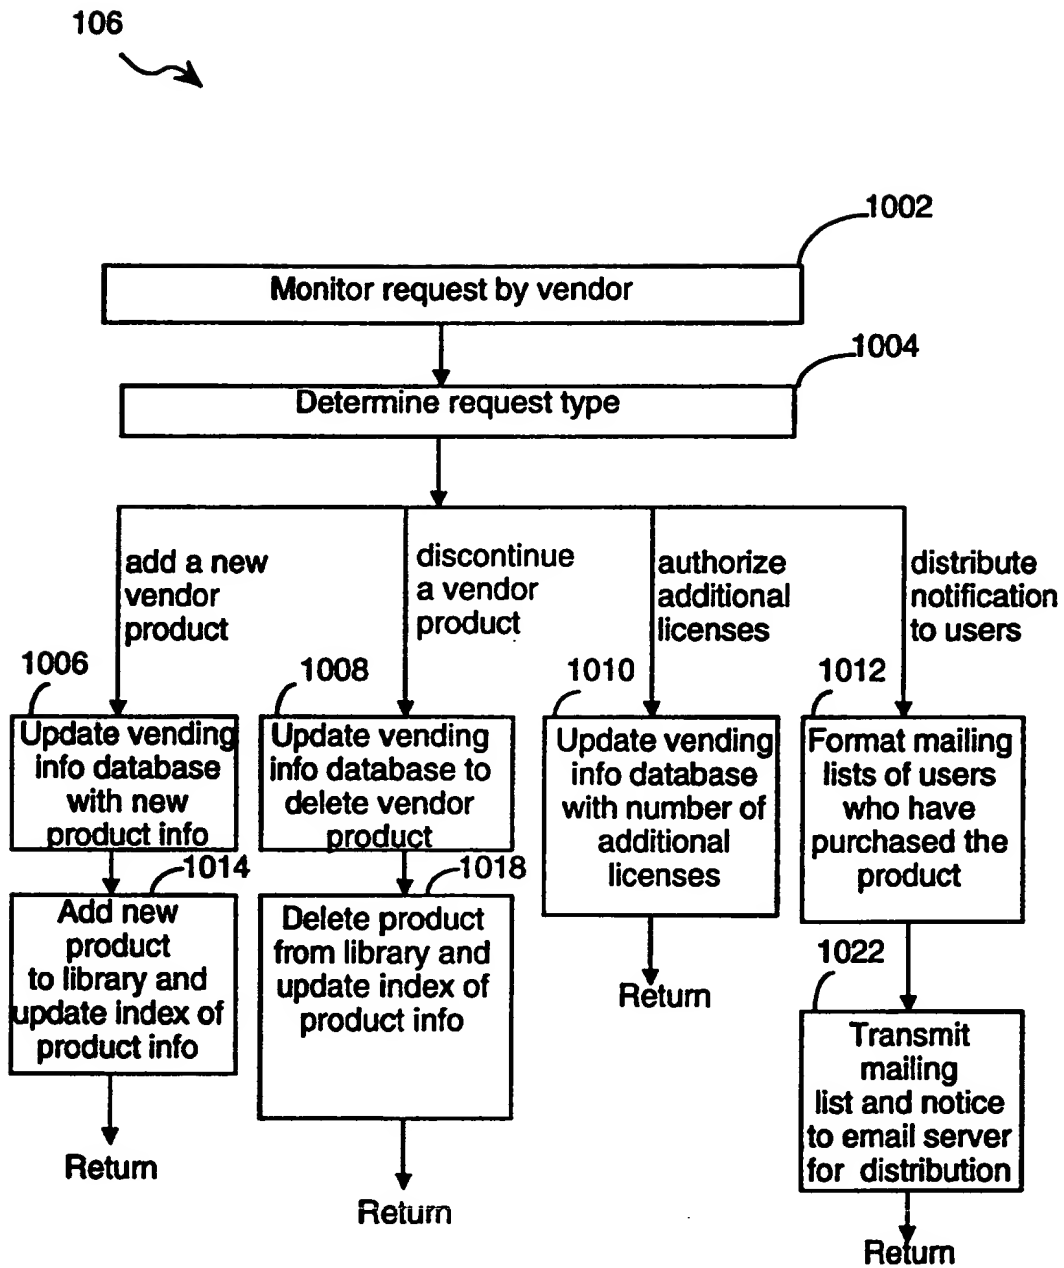 106
1002
Monitor request by vendor
1004
Determine request type
add a new
vendor
product
discontinue
a vendor
product
authorize
additional
licenses
distribute
notification
to users
1006
Update vending
info database
with new
product info
1008
Update vending
info database to
delete vendor
product
1010
Update vending
info database
with number of
additional
licenses
1012
Format mailing
lists of users
who have
purchased the
product
1014
Add new
product
to library and
update index of
product info
1018
Delete product
from library and
update index of
product info
Return
1022
Transmit
mailing
list and notice
to email server
for distribution
Return
Return
Return